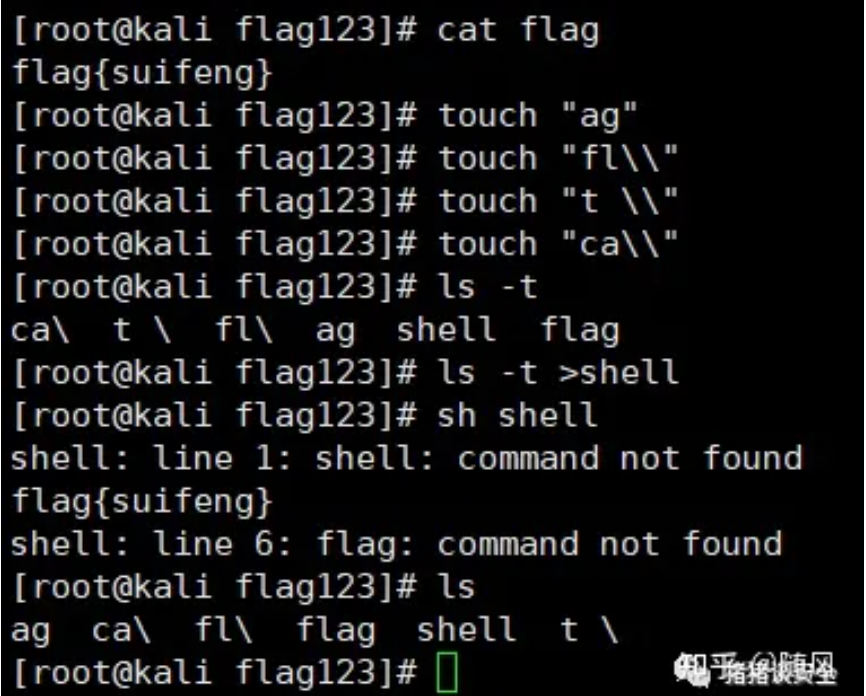 [root@kali flag123]# cat flag
flag{suifeng}
[root@kali flag123]# touch "ag"
[root@kali flag123]# touch "fl\\"
[root@kali flag123]# touch "t \\"
[root@kali flag123]# touch "ca\\"
[root@kali flag123]# ls -t
ca\  t \  fl\  ag  shell  flag
[root@kali flag123]# ls -t >shell
[root@kali flag123]# sh shell
shell: line 1: shell: command not found
flag{suifeng}
shell: line 6: flag: command not found
[root@kali flag123]# ls
ag  ca\  fl\  flag  shell  t \
[root@kali flag123]#
知乎 @随风